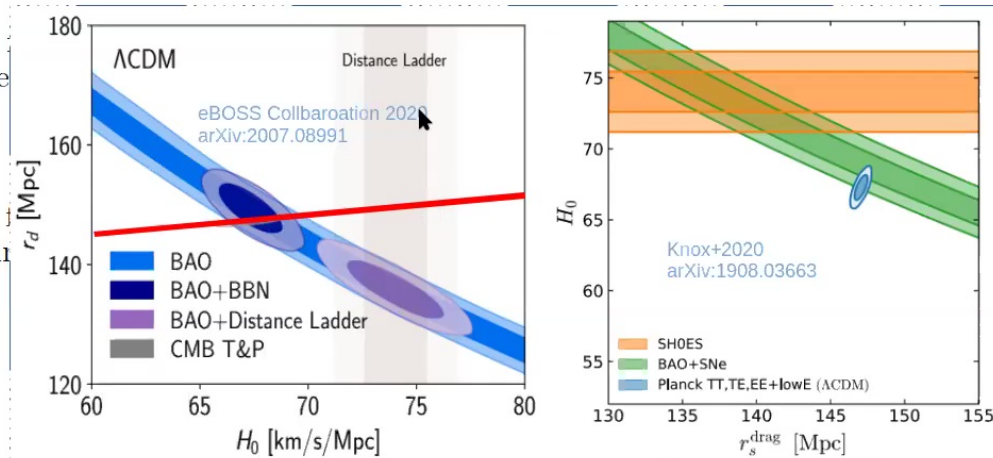 180
160
140
120
r_d [Mpc]
ΛCDM
Distance Ladder
eBOSS Collbaroation 2020
arXiv:2007.08991
BAO
BAO+BBN
BAO+Distance Ladder
CMB T&P
60 65 70 75 80
H_0 [km/s/Mpc]
75
70
65
60
55
H_0
Knox+2020
arXiv:1908.03663
SH0ES
BAO+SNe
Planck TT,TE,EE+lowE (ΛCDM)
130 135 140 145 150 155
r_s^drag [Mpc]